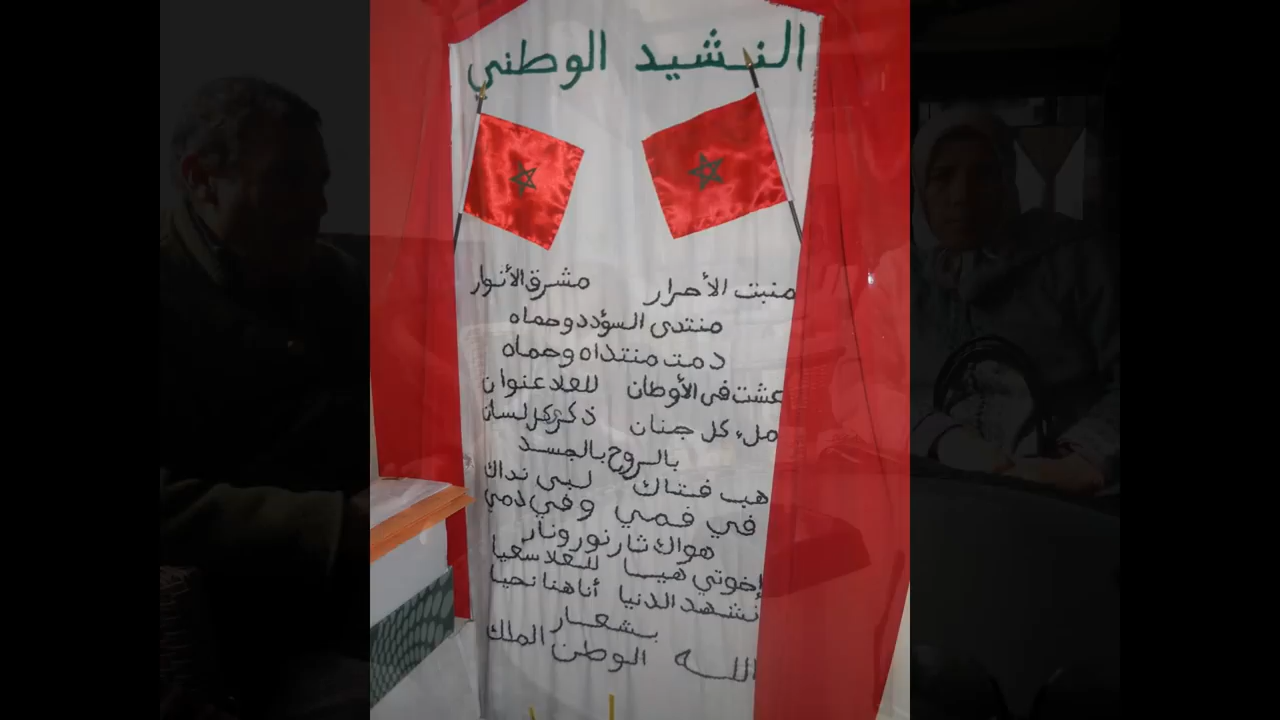 النشيد الوطني
منبت الأحرار مشرق الأنوار
منتدى السؤدد وحماه
دمت منتداه وحماه
عشت في الأوطان للعلا عنوان
ملء كل جنان ذكرى كل لسان
بالروح بالجسد
هب فتاك لبى نداك
في فمي وفي دمي
هواك ثار نور ونار
إخوتي هيا للعلا سعيا
نشهد الدنيا أنا هنا نحيا
بشعار
الله الوطن الملك